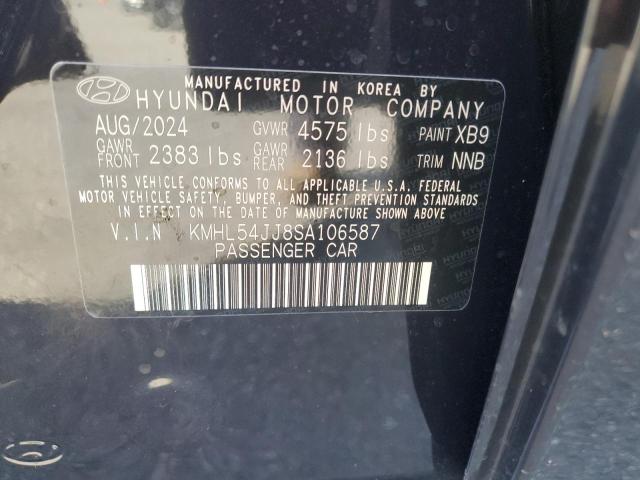 MANUFACTURED IN KOREA BY
HYUNDAI MOTOR COMPANY
AUG/2024 GVWR 4575 lbs PAINT XB9
GAWR FRONT 2383 lbs GAWR REAR 2136 lbs TRIM NNB
THIS VEHICLE CONFORMS TO ALL APPLICABLE U.S.A. FEDERAL
MOTOR VEHICLE SAFETY, BUMPER, AND THEFT PREVENTION STANDARDS
IN EFFECT ON THE DATE OF MANUFACTURE SHOWN ABOVE
V.I.N KMHL54JJ8SA106587
PASSENGER CAR